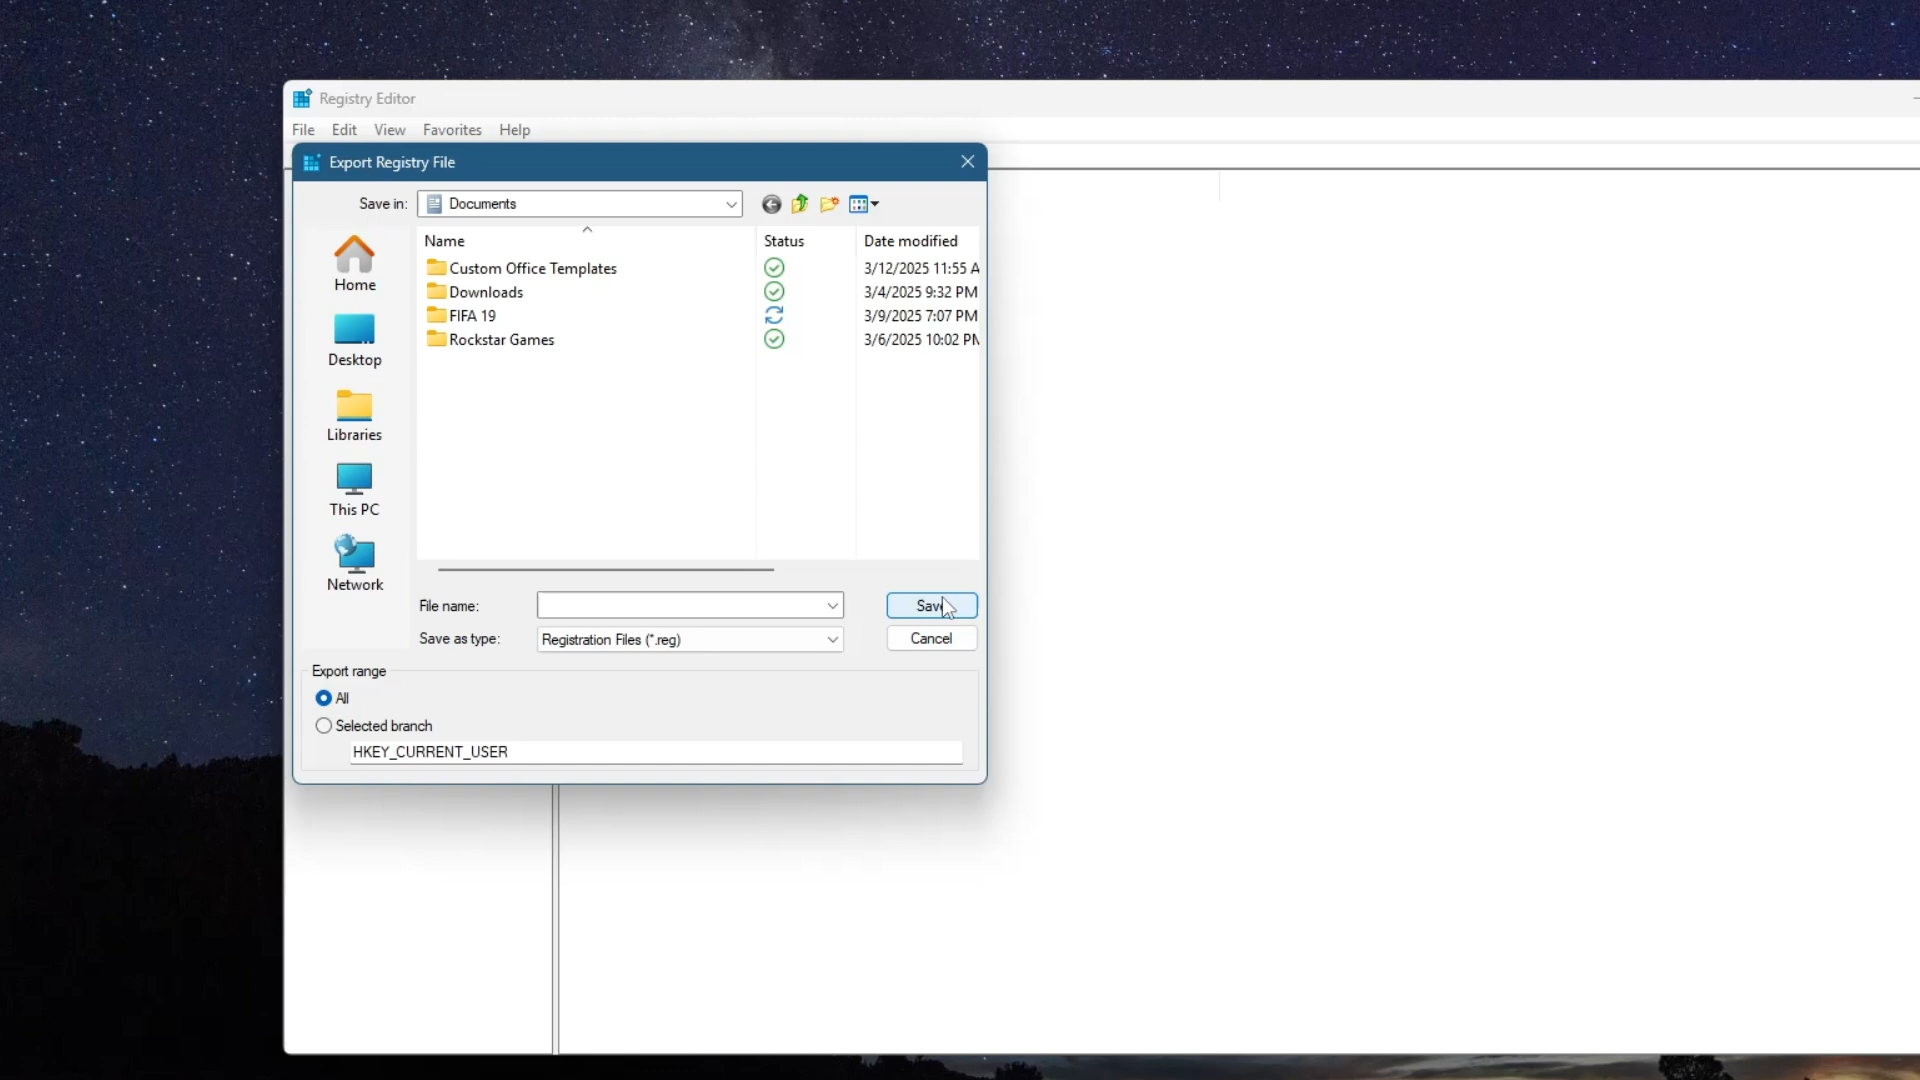 Registry Editor
File Edit View Favorites Help
Export Registry File
Save in: Documents
Name Status Date modified
Custom Office Templates 3/12/2025 11:55 A
Downloads 3/4/2025 9:32 PM
FIFA 19 3/9/2025 7:07 PM
Rockstar Games 3/6/2025 10:02 PM
Home
Desktop
Libraries
This PC
Network
File name: Save
Save as type: Registration Files (*.reg) Cancel
Export range
All
Selected branch
HKEY_CURRENT_USER